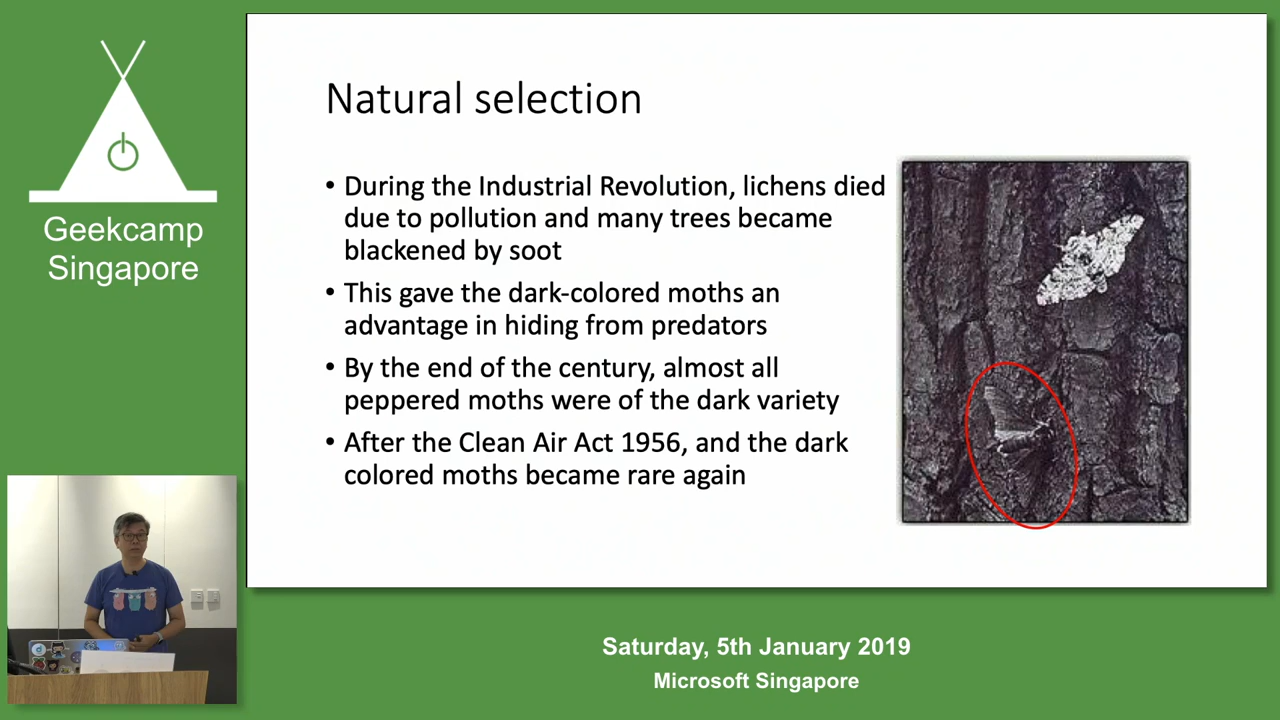 Geekcamp
Singapore
Natural selection
• During the Industrial Revolution, lichens died
due to pollution and many trees became
blackened by soot
• This gave the dark-colored moths an
advantage in hiding from predators
• By the end of the century, almost all
peppered moths were of the dark variety
• After the Clean Air Act 1956, and the dark
colored moths became rare again
Saturday, 5th January 2019
Microsoft Singapore